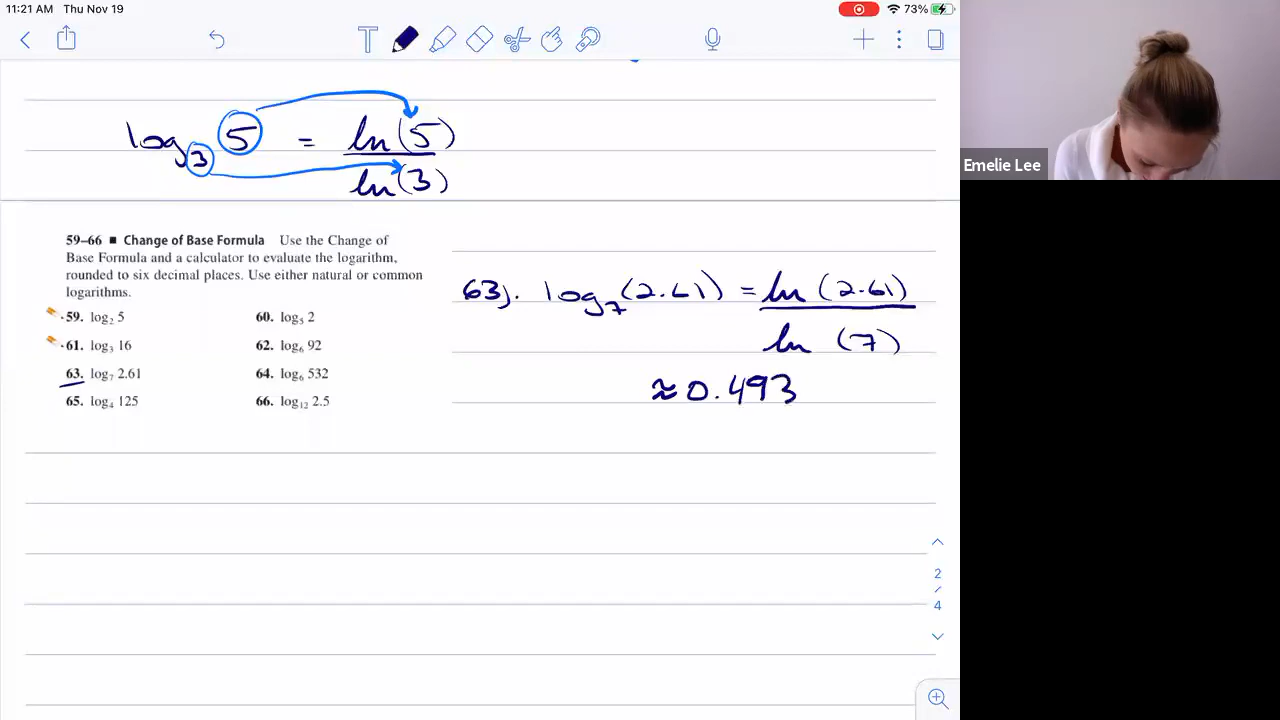 11:21 AM Thu Nov 19
73%
T
log₃ 5 = ln(5)
ln(3)
59–66 ■ Change of Base Formula Use the Change of
Base Formula and a calculator to evaluate the logarithm,
rounded to six decimal places. Use either natural or common
logarithms.
59. log₂ 5
60. log₅ 2
61. log₃ 16
62. log₆ 92
63. log₇ 2.61
64. log₆ 532
65. log₄ 125
66. log₁₂ 2.5
63). log₇(2.61) = ln (2.61)
ln (7)
≈ 0.493
Emelie Lee
2
/
4